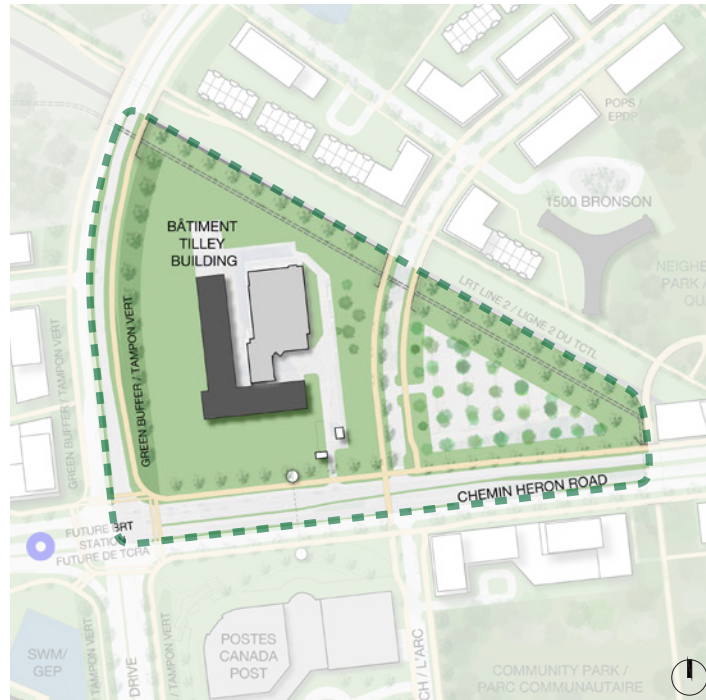 POPS /
EPDP
1500 BRONSON
BÂTIMENT
TILLEY
BUILDING
NEIGHB
PARK /
QU
LRT LINE 2 / LIGNE 2 DU TCTL
GREEN BUFFER / TAMPON VERT
GREEN BUFFER / TAMPON VERT
CHEMIN HERON ROAD
FUTURE BRT
STATION
FUTURE DE TCRA
SWM/
GEP
TAMPON VERT
DRIVE
TAMPON VERT
POSTES
CANADA
POST
CH / L'ARC
COMMUNITY PARK /
PARC COMMUNAUTAIRE